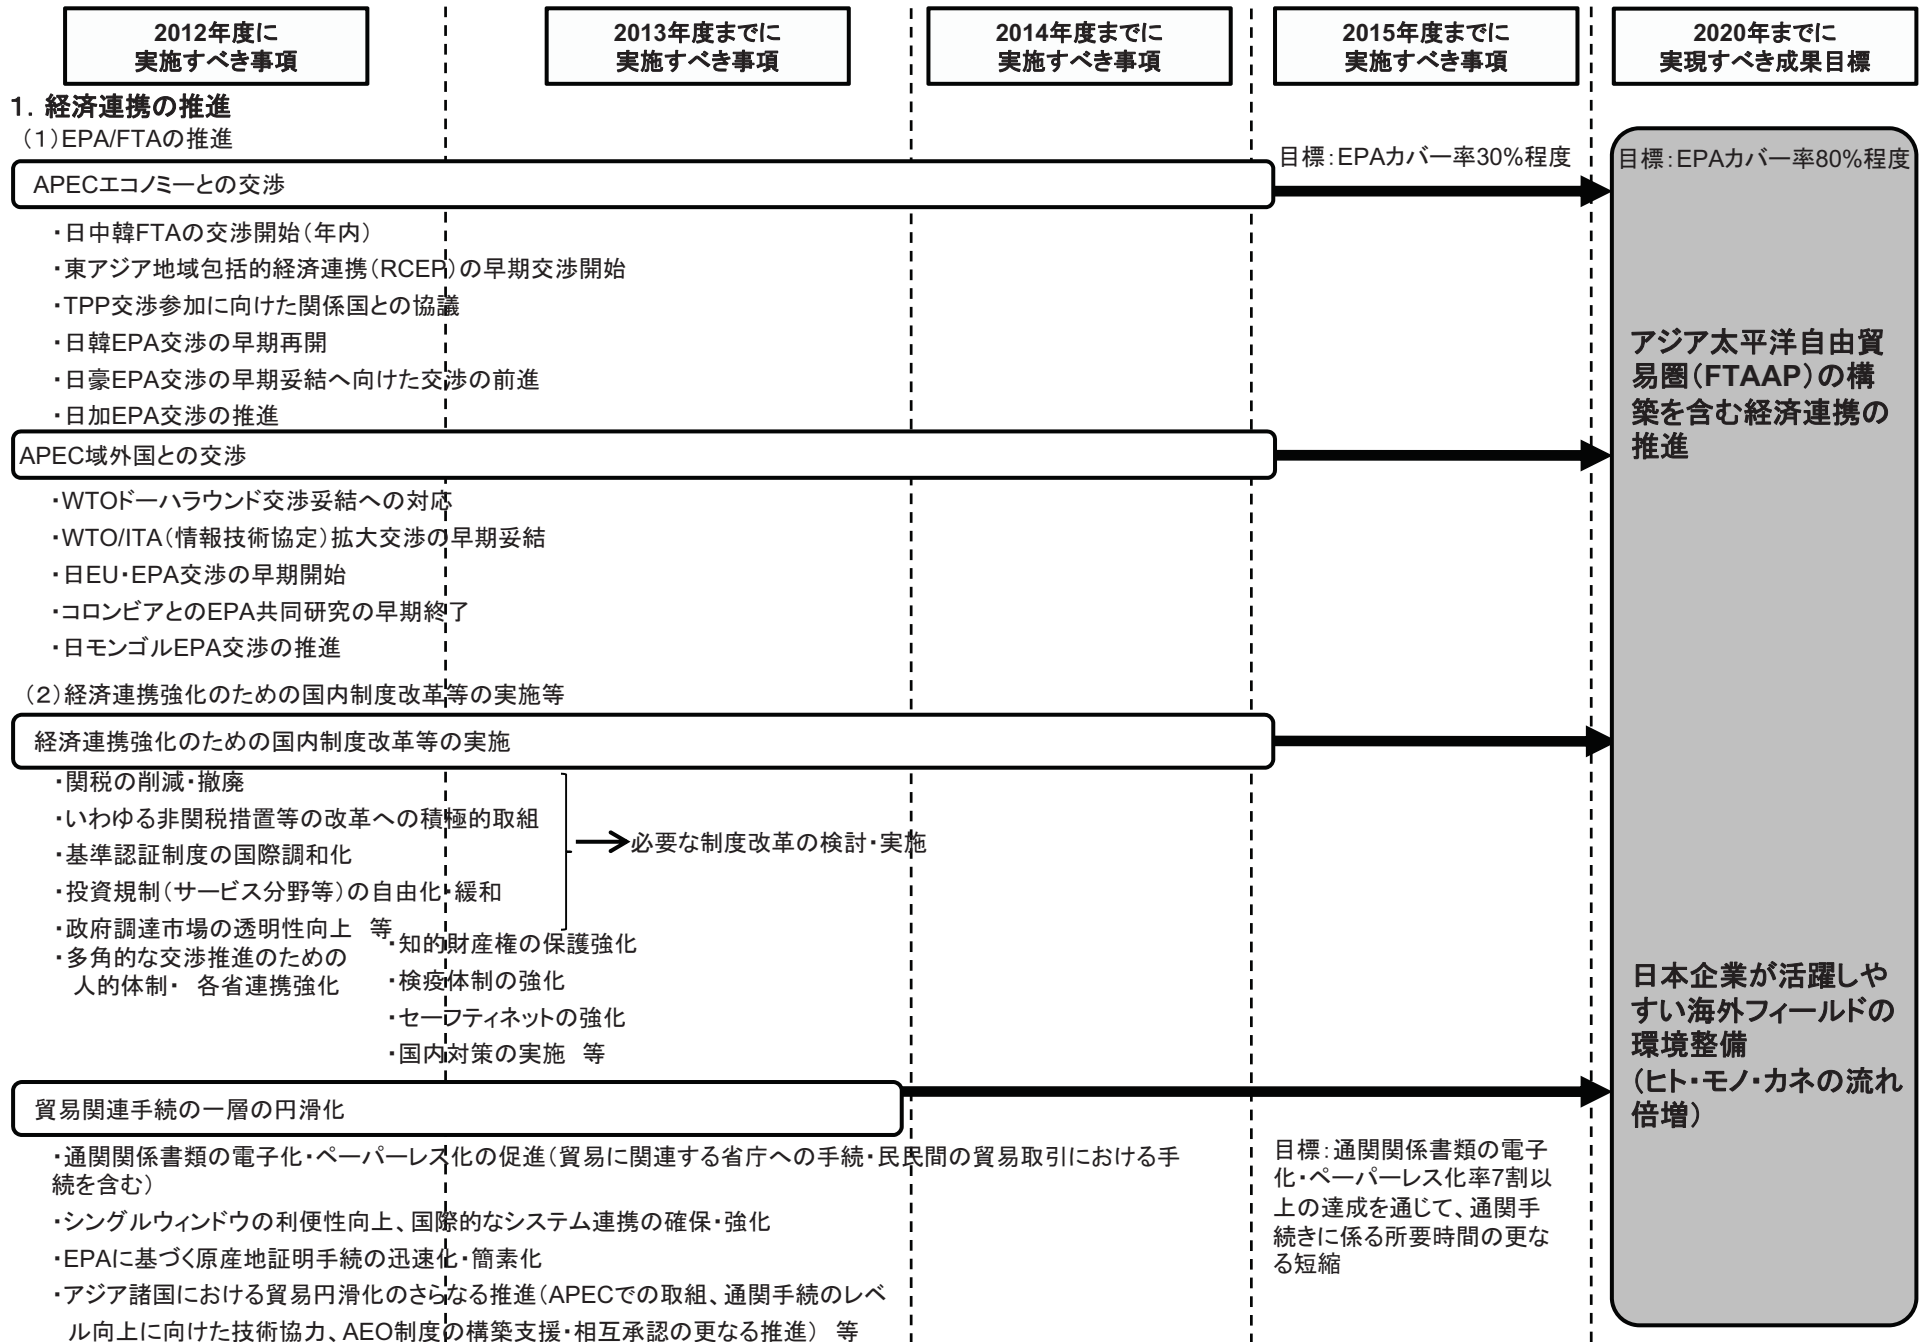 2012年度に
実施すべき事項
2013年度までに
実施すべき事項
2014年度までに
実施すべき事項
2015年度までに
実施すべき事項
2020年までに
実現すべき成果目標
1．経済連携の推進
（1）EPA/FTAの推進
目標：EPAカバー率30%程度
目標：EPAカバー率80%程度
APECエコノミーとの交渉
・日中韓FTAの交渉開始（年内）
・東アジア地域包括的経済連携（RCEP）の早期交渉開始
・TPP交渉参加に向けた関係国との協議
・日韓EPA交渉の早期再開
・日豪EPA交渉の早期妥結へ向けた交渉の前進
・日加EPA交渉の推進
アジア太平洋自由貿
易圏（FTAAP）の構
築を含む経済連携の
推進
APEC域外国との交渉
・WTOドーハラウンド交渉妥結への対応
・WTO/ITA（情報技術協定）拡大交渉の早期妥結
・日EU・EPA交渉の早期開始
・コロンビアとのEPA共同研究の早期終了
・日モンゴルEPA交渉の推進
（2）経済連携強化のための国内制度改革等の実施等
経済連携強化のための国内制度改革等の実施
・関税の削減・撤廃
・いわゆる非関税措置等の改革への積極的取組
・基準認証制度の国際調和化
・投資規制（サービス分野等）の自由化・緩和
・政府調達市場の透明性向上　等
必要な制度改革の検討・実施
・多角的な交渉推進のための
人的体制・ 各省連携強化
・知的財産権の保護強化
・検疫体制の強化
・セーフティネットの強化
・国内対策の実施　等
日本企業が活躍しや
すい海外フィールドの
環境整備
（ヒト・モノ・カネの流れ
倍増）
貿易関連手続の一層の円滑化
・通関関係書類の電子化・ペーパーレス化の促進（貿易に関連する省庁への手続・民民間の貿易取引における手
続を含む）
・シングルウィンドウの利便性向上、国際的なシステム連携の確保・強化
・EPAに基づく原産地証明手続の迅速化・簡素化
・アジア諸国における貿易円滑化のさらなる推進（APECでの取組、通関手続のレベ
ル向上に向けた技術協力、AEO制度の構築支援・相互承認の更なる推進）　等
目標：通関関係書類の電子
化・ペーパーレス化率7割以
上の達成を通じて、通関手
続きに係る所要時間の更な
る短縮